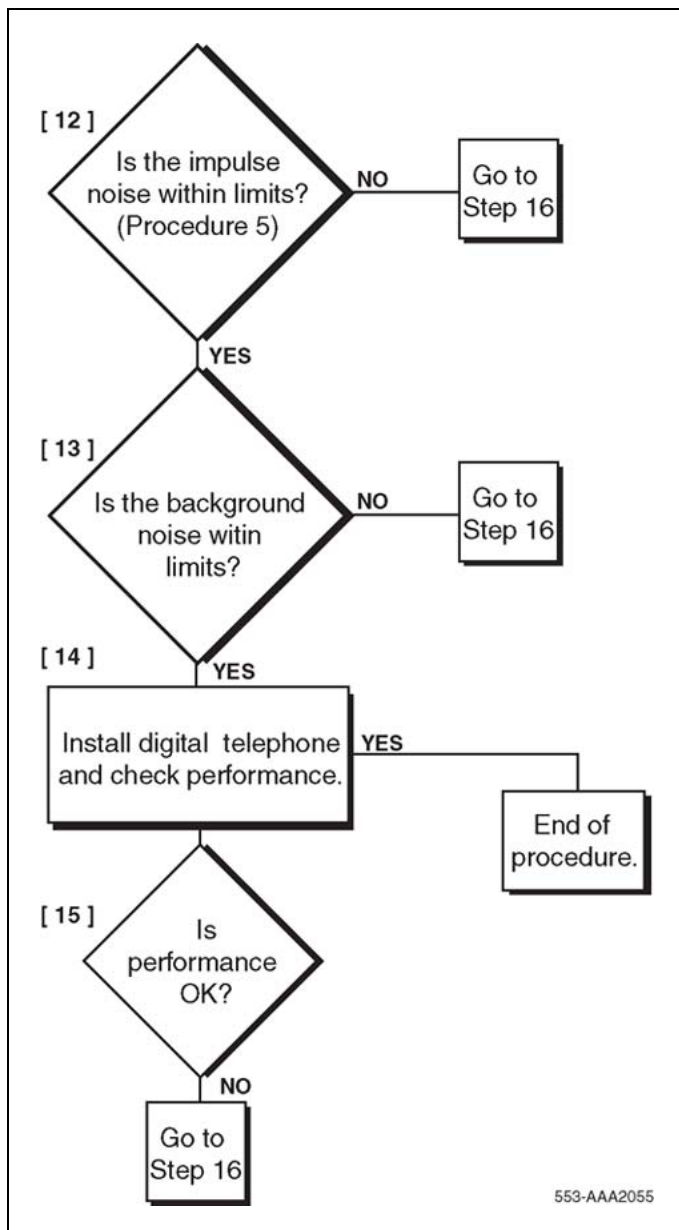 [ 12 ]
Is the impulse
noise within limits?
(Procedure 5)
NO
Go to
Step 16
YES
[ 13 ]
Is the background
noise witin
limits?
NO
Go to
Step 16
YES
[ 14 ]
Install digital telephone
and check performance.
YES
End of
procedure.
[ 15 ]
Is
performance
OK?
NO
Go to
Step 16
553-AAA2055